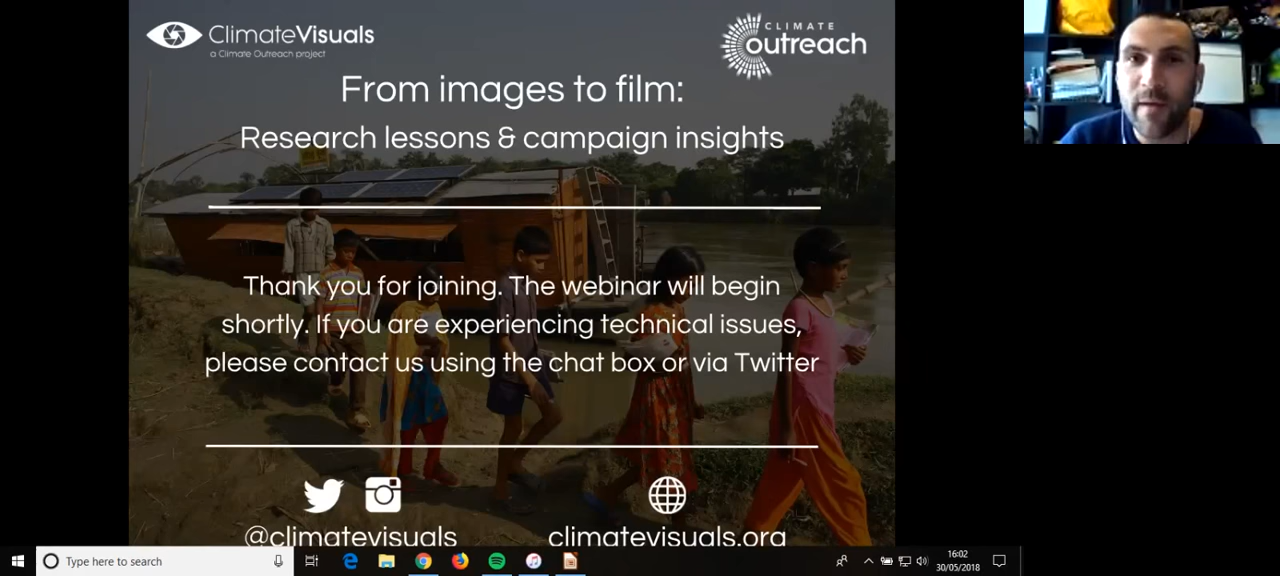 ClimateVisuals
a Climate Outreach project
CLIMATE
outreach
From images to film:
Research lessons & campaign insights
Thank you for joining. The webinar will begin
shortly. If you are experiencing technical issues,
please contact us using the chat box or via Twitter
@climatevisuals
climatevisuals.org
Type here to search
16:02
30/05/2018